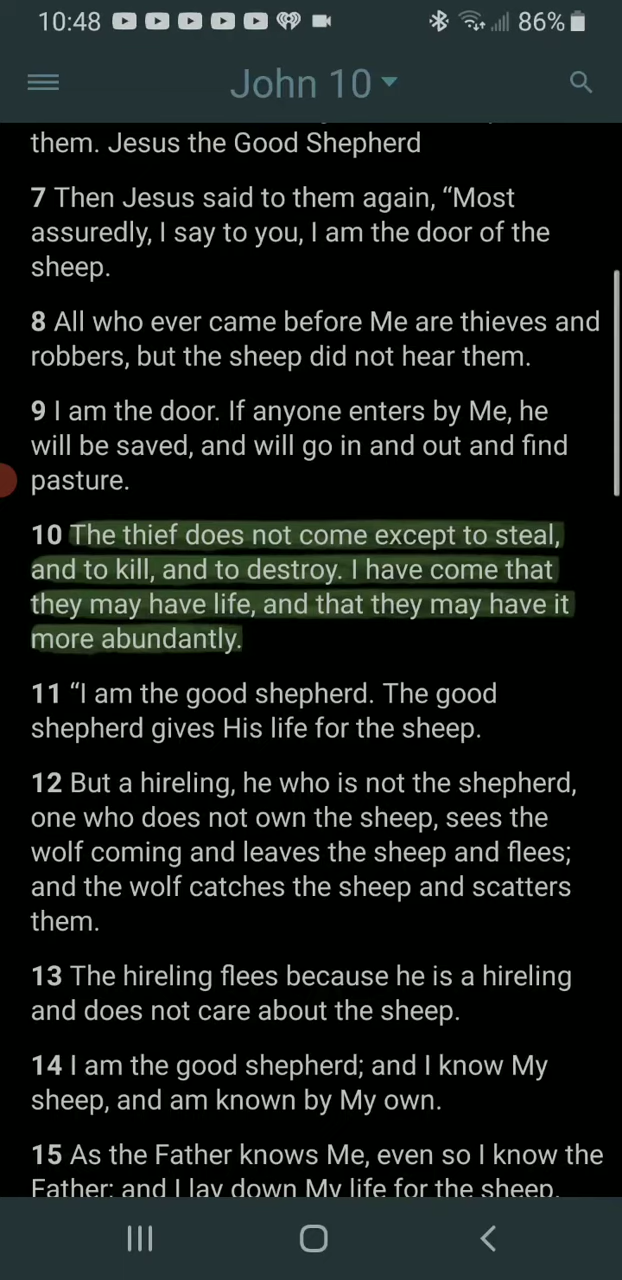 10:48
86%
John 10
them. Jesus the Good Shepherd
7 Then Jesus said to them again, “Most
assuredly, I say to you, I am the door of the
sheep.
8 All who ever came before Me are thieves and
robbers, but the sheep did not hear them.
9 I am the door. If anyone enters by Me, he
will be saved, and will go in and out and find
pasture.
10 The thief does not come except to steal,
and to kill, and to destroy. I have come that
they may have life, and that they may have it
more abundantly.
11 “I am the good shepherd. The good
shepherd gives His life for the sheep.
12 But a hireling, he who is not the shepherd,
one who does not own the sheep, sees the
wolf coming and leaves the sheep and flees;
and the wolf catches the sheep and scatters
them.
13 The hireling flees because he is a hireling
and does not care about the sheep.
14 I am the good shepherd; and I know My
sheep, and am known by My own.
15 As the Father knows Me, even so I know the
Father; and I lay down My life for the sheep.